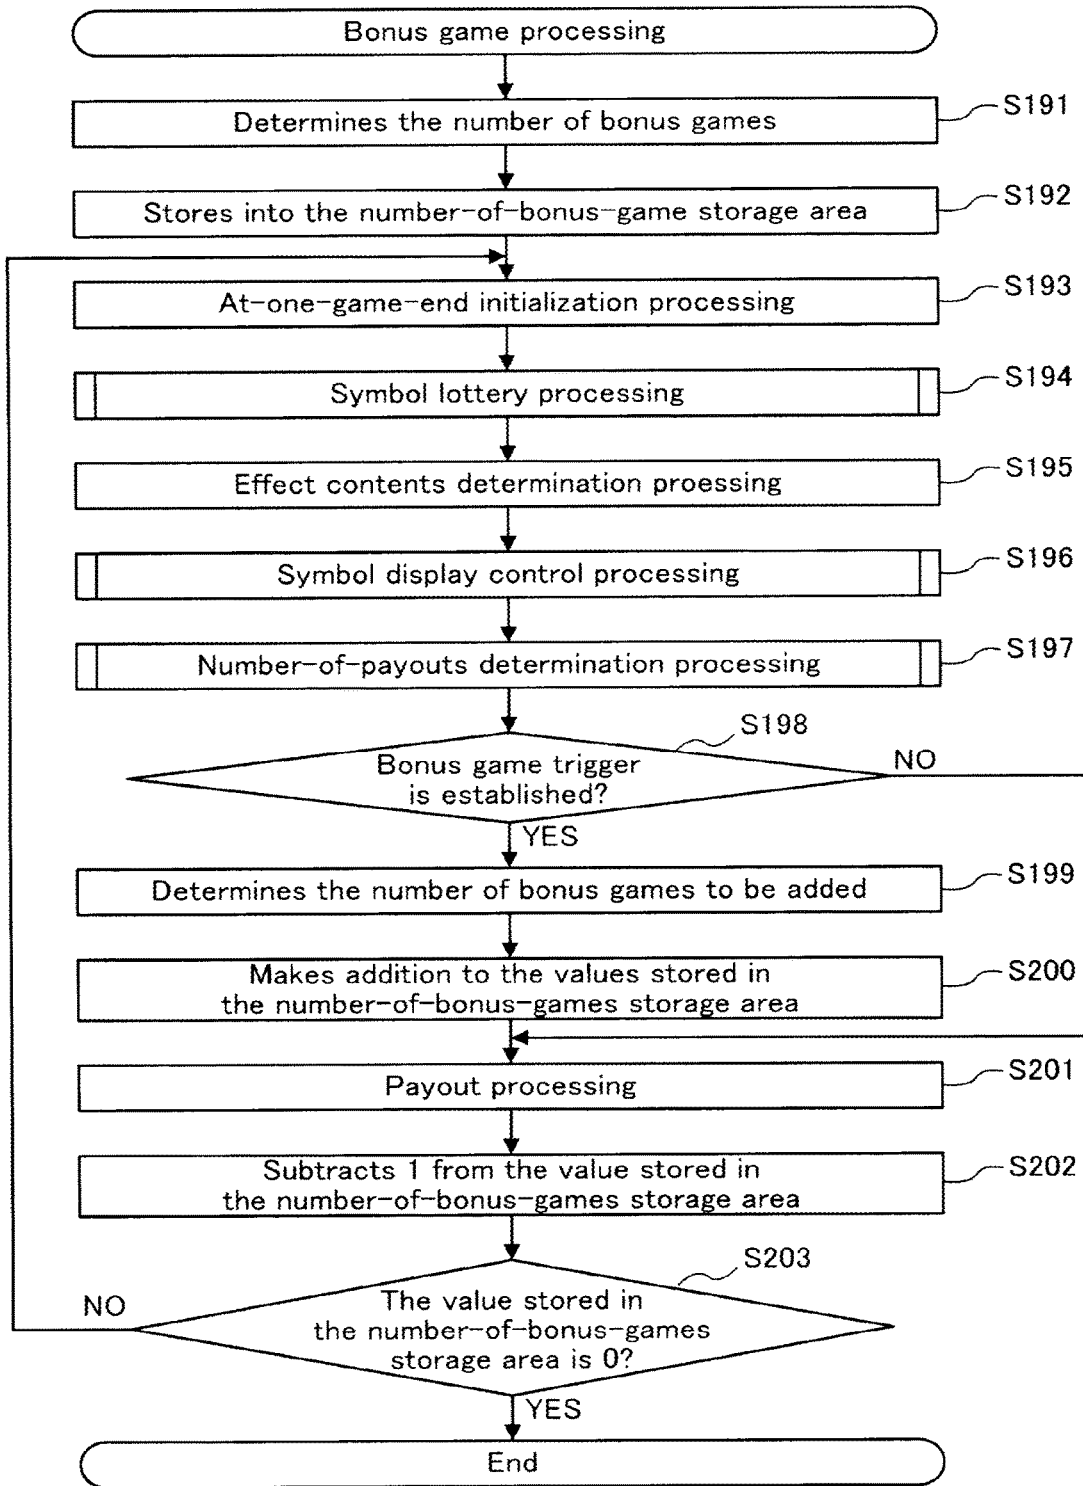 Bonus game processing
S191
Determines the number of bonus games
S192
Stores into the number-of-bonus-game storage area
S193
At-one-game-end initialization processing
S194
Symbol lottery processing
S195
Effect contents determination proessing
S196
Symbol display control processing
S197
Number-of-payouts determination processing
S198
Bonus game trigger
is established?
NO
YES
S199
Determines the number of bonus games to be added
S200
Makes addition to the values stored in
the number-of-bonus-games storage area
S201
Payout processing
S202
Subtracts 1 from the value stored in
the number-of-bonus-games storage area
S203
NO
The value stored in
the number-of-bonus-games
storage area is 0?
YES
End